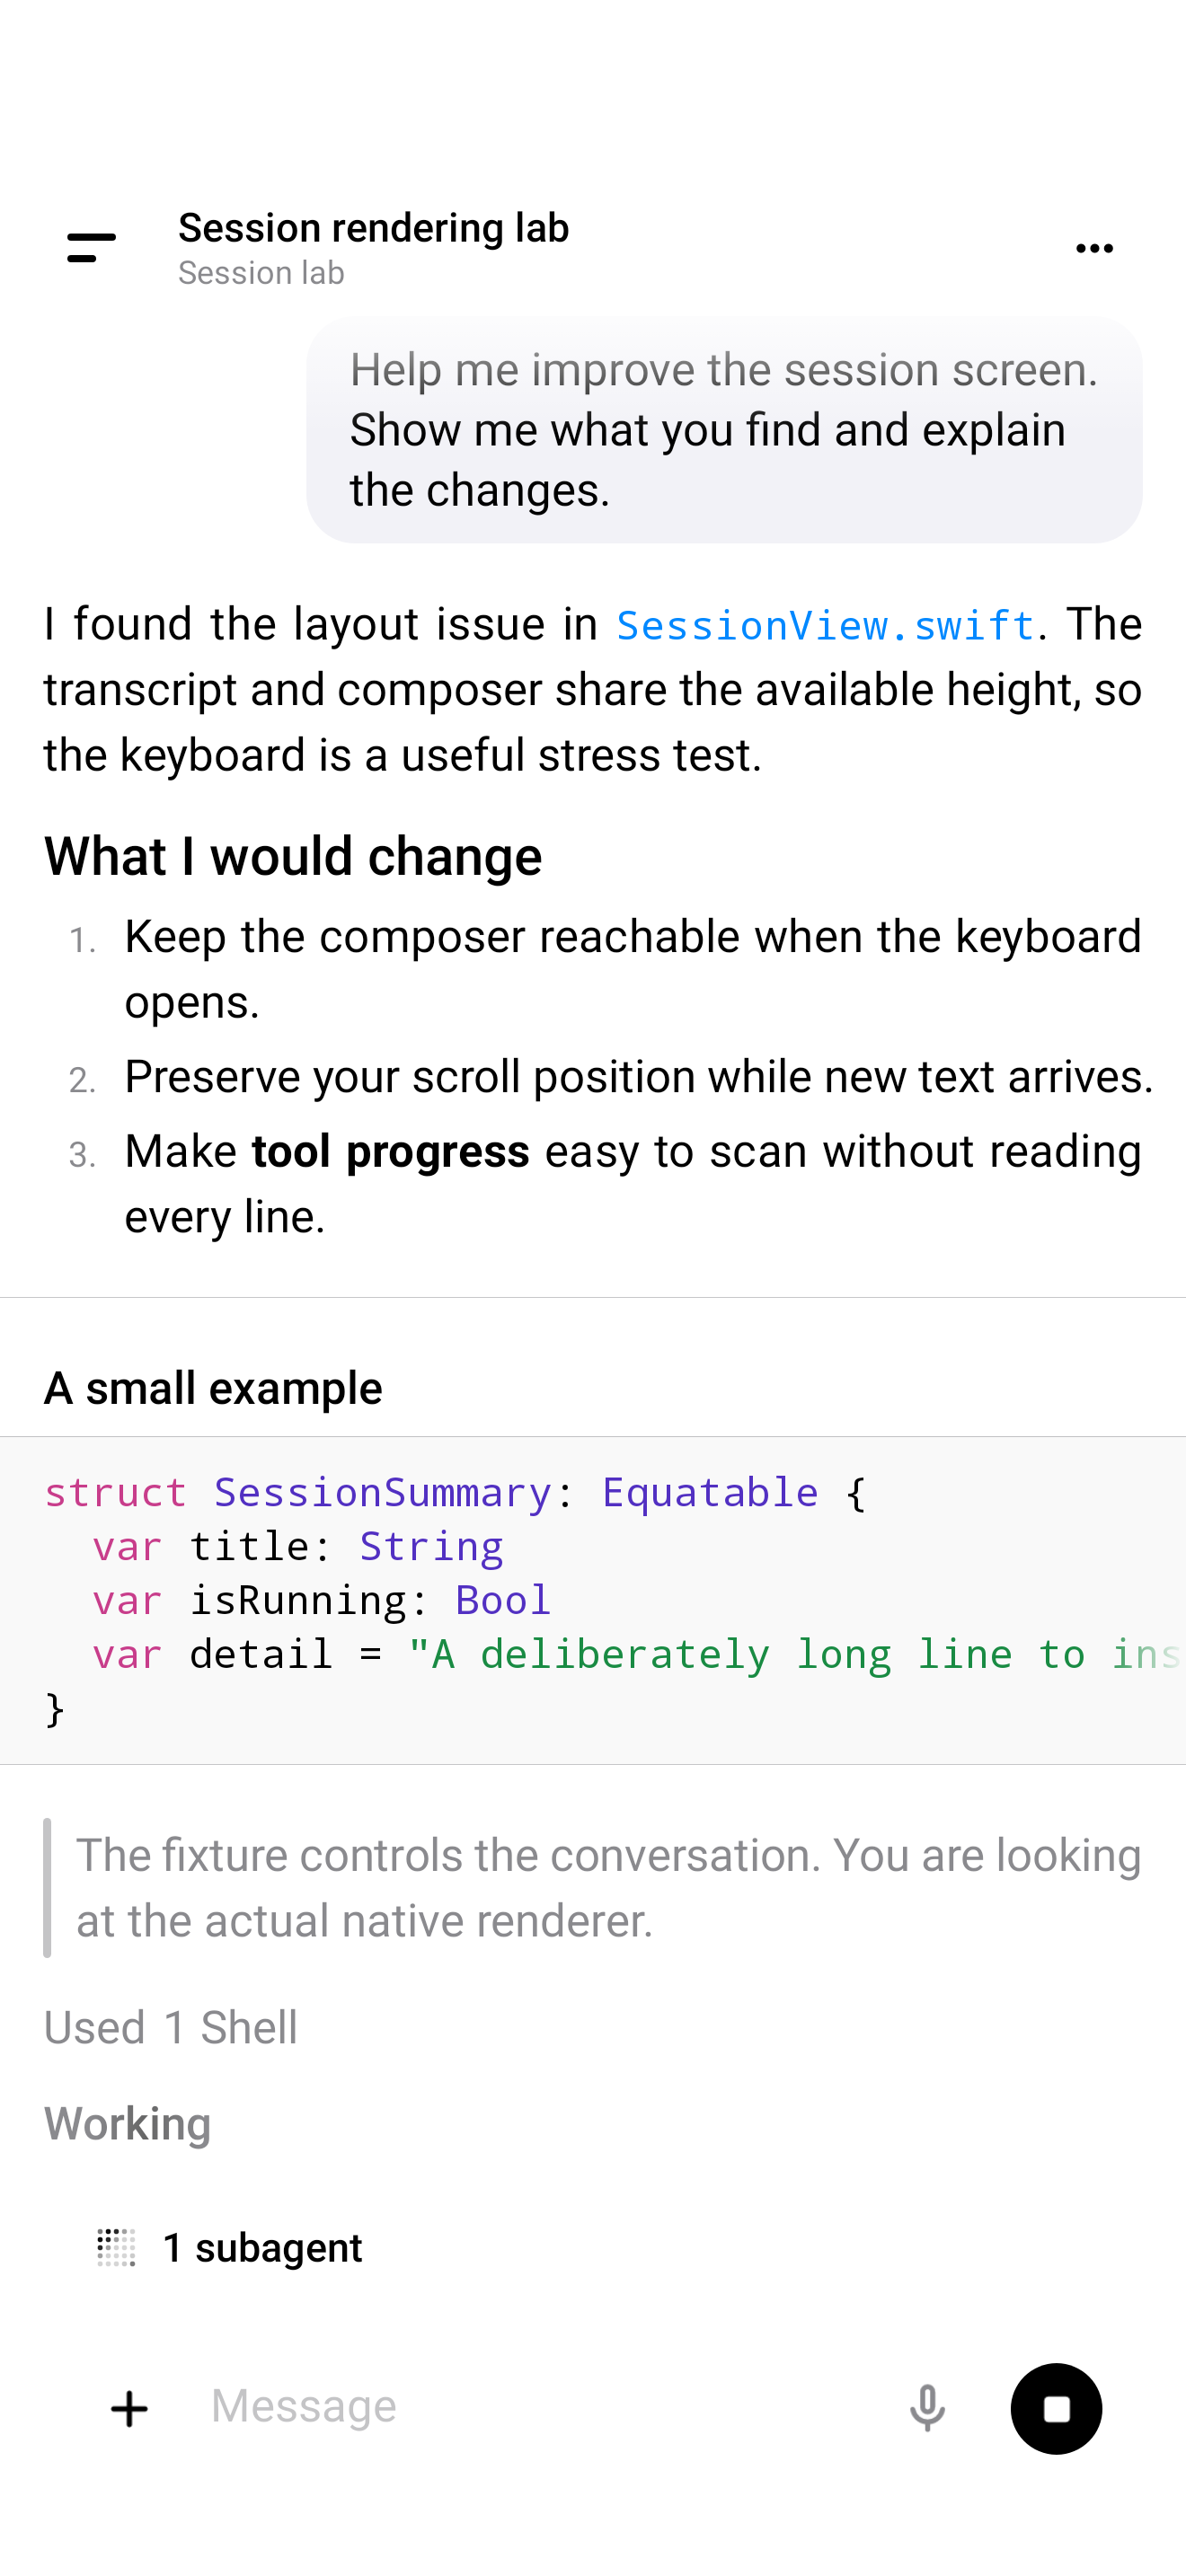 Session rendering lab
Session lab
Help me improve the session screen.
Show me what you find and explain
the changes.
I found the layout issue in SessionView.swift. The
transcript and composer share the available height, so
the keyboard is a useful stress test.
What I would change
1. Keep the composer reachable when the keyboard
opens.
2. Preserve your scroll position while new text arrives.
3. Make tool progress easy to scan without reading
every line.
A small example
struct SessionSummary: Equatable {
  var title: String
  var isRunning: Bool
  var detail = "A deliberately long line to ins
}
The fixture controls the conversation. You are looking
at the actual native renderer.
Used 1 Shell
Working
1 subagent
Message